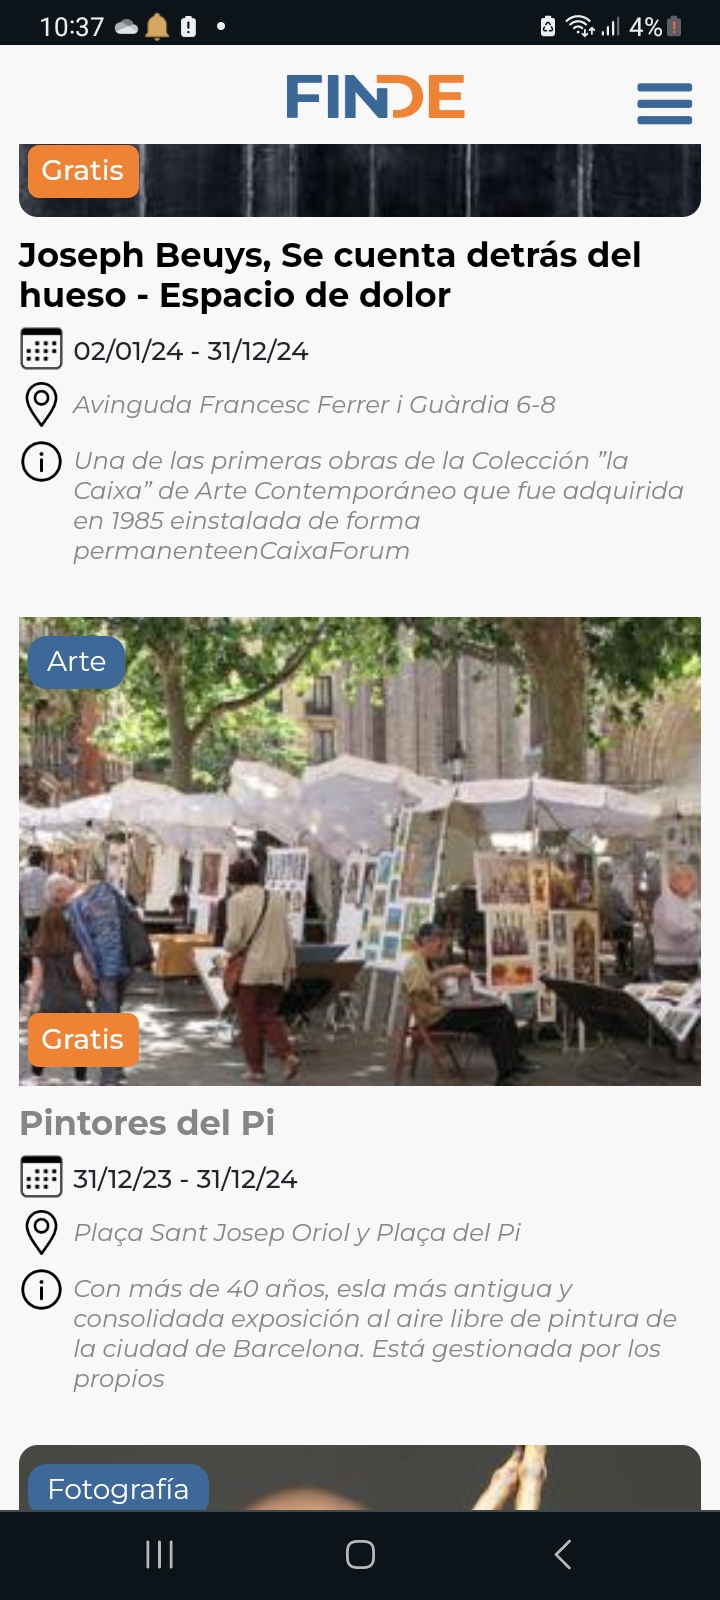 10:37 4%
FINDE
Gratis
Joseph Beuys, Se cuenta detrás del
hueso - Espacio de dolor
02/01/24 - 31/12/24
Avinguda Francesc Ferrer i Guàrdia 6-8
Una de las primeras obras de la Colección ”la
Caixa” de Arte Contemporáneo que fue adquirida
en 1985 einstalada de forma
permanenteenCaixaForum
Arte
Gratis
Pintores del Pi
31/12/23 - 31/12/24
Plaça Sant Josep Oriol y Plaça del Pi
Con más de 40 años, esla más antigua y
consolidada exposición al aire libre de pintura de
la ciudad de Barcelona. Está gestionada por los
propios
Fotografía